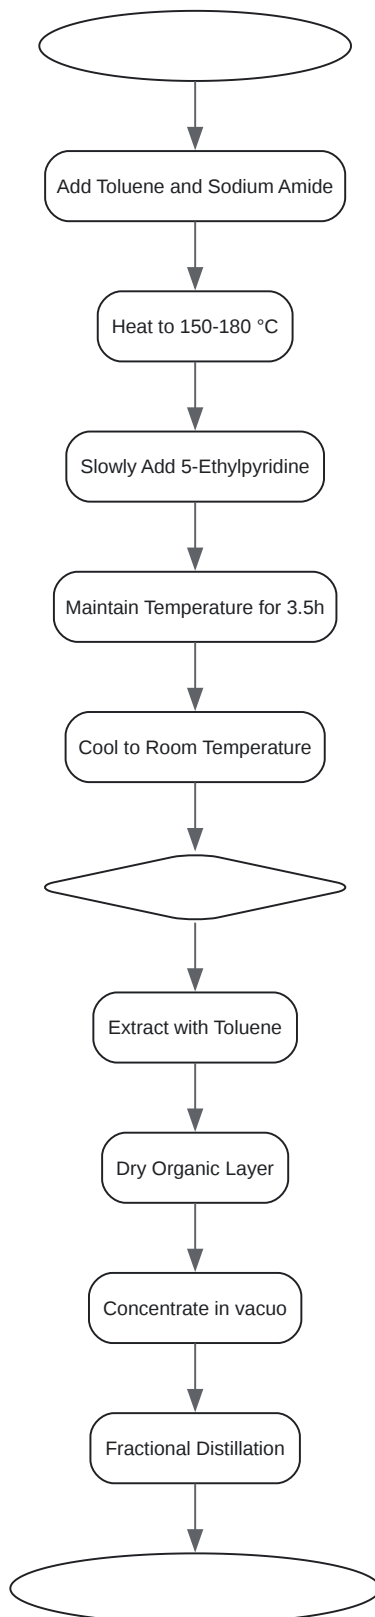 Add Toluene and Sodium Amide
Heat to 150-180 °C
Slowly Add 5-Ethylpyridine
Maintain Temperature for 3.5h
Cool to Room Temperature
Extract with Toluene
Dry Organic Layer
Concentrate in vacuo
Fractional Distillation